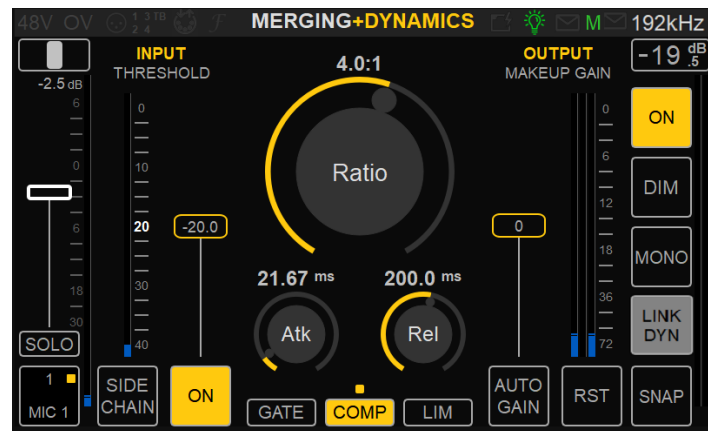 48V OV 1 3 TB 2 4 F MERGING+DYNAMICS M 192kHz
-2.5 dB
6
0
6
18
30
SOLO
1
MIC 1
INPUT
THRESHOLD
0
10
20
30
40
-20.0
SIDE
CHAIN
ON
4.0:1
Ratio
21.67 ms
Atk
200.0 ms
Rel
GATE
COMP
LIM
OUTPUT
MAKEUP GAIN
0
0
6
12
18
36
72
AUTO
GAIN
RST
-19 dB .5
ON
DIM
MONO
LINK
DYN
SNAP